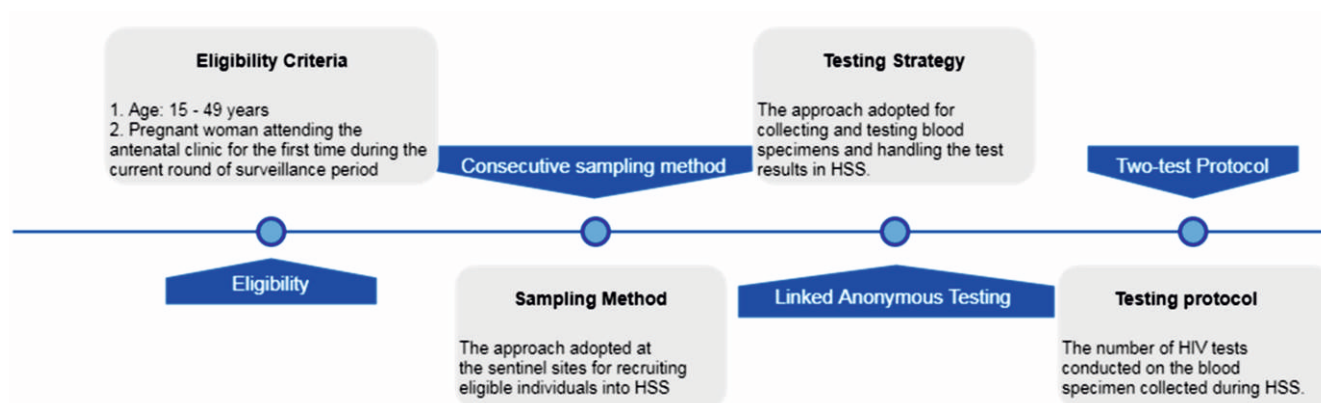 Eligibility Criteria
1. Age: 15 - 49 years
2. Pregnant woman attending the
antenatal clinic for the first time during the
current round of surveillance period
Eligibility
Consecutive sampling method
Sampling Method
The approach adopted at
the sentinel sites for recruiting
eligible individuals into HSS
Testing Strategy
The approach adopted for
collecting and testing blood
specimens and handling the test
results in HSS.
Linked Anonymous Testing
Two-test Protocol
Testing protocol
The number of HIV tests
conducted on the blood
specimen collected during HSS.